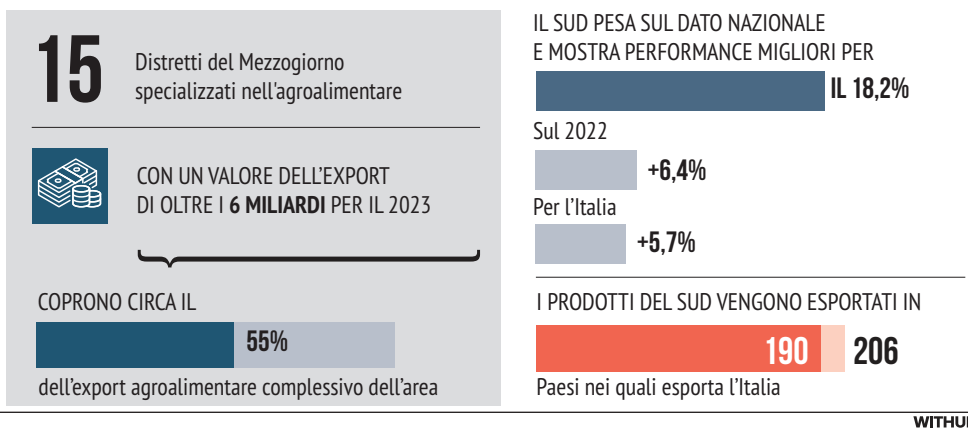 15
Distretti del Mezzogiorno
specializzati nell'agroalimentare
CON UN VALORE DELL'EXPORT
DI OLTRE I 6 MILIARDI PER IL 2023
COPRONO CIRCA IL
55%
dell'export agroalimentare complessivo dell'area
IL SUD PESA SUL DATO NAZIONALE
E MOSTRA PERFORMANCE MIGLIORI PER
IL 18,2%
Sul 2022
+6,4%
Per l'Italia
+5,7%
I PRODOTTI DEL SUD VENGONO ESPORTATI IN
190 206
Paesi nei quali esporta l'Italia